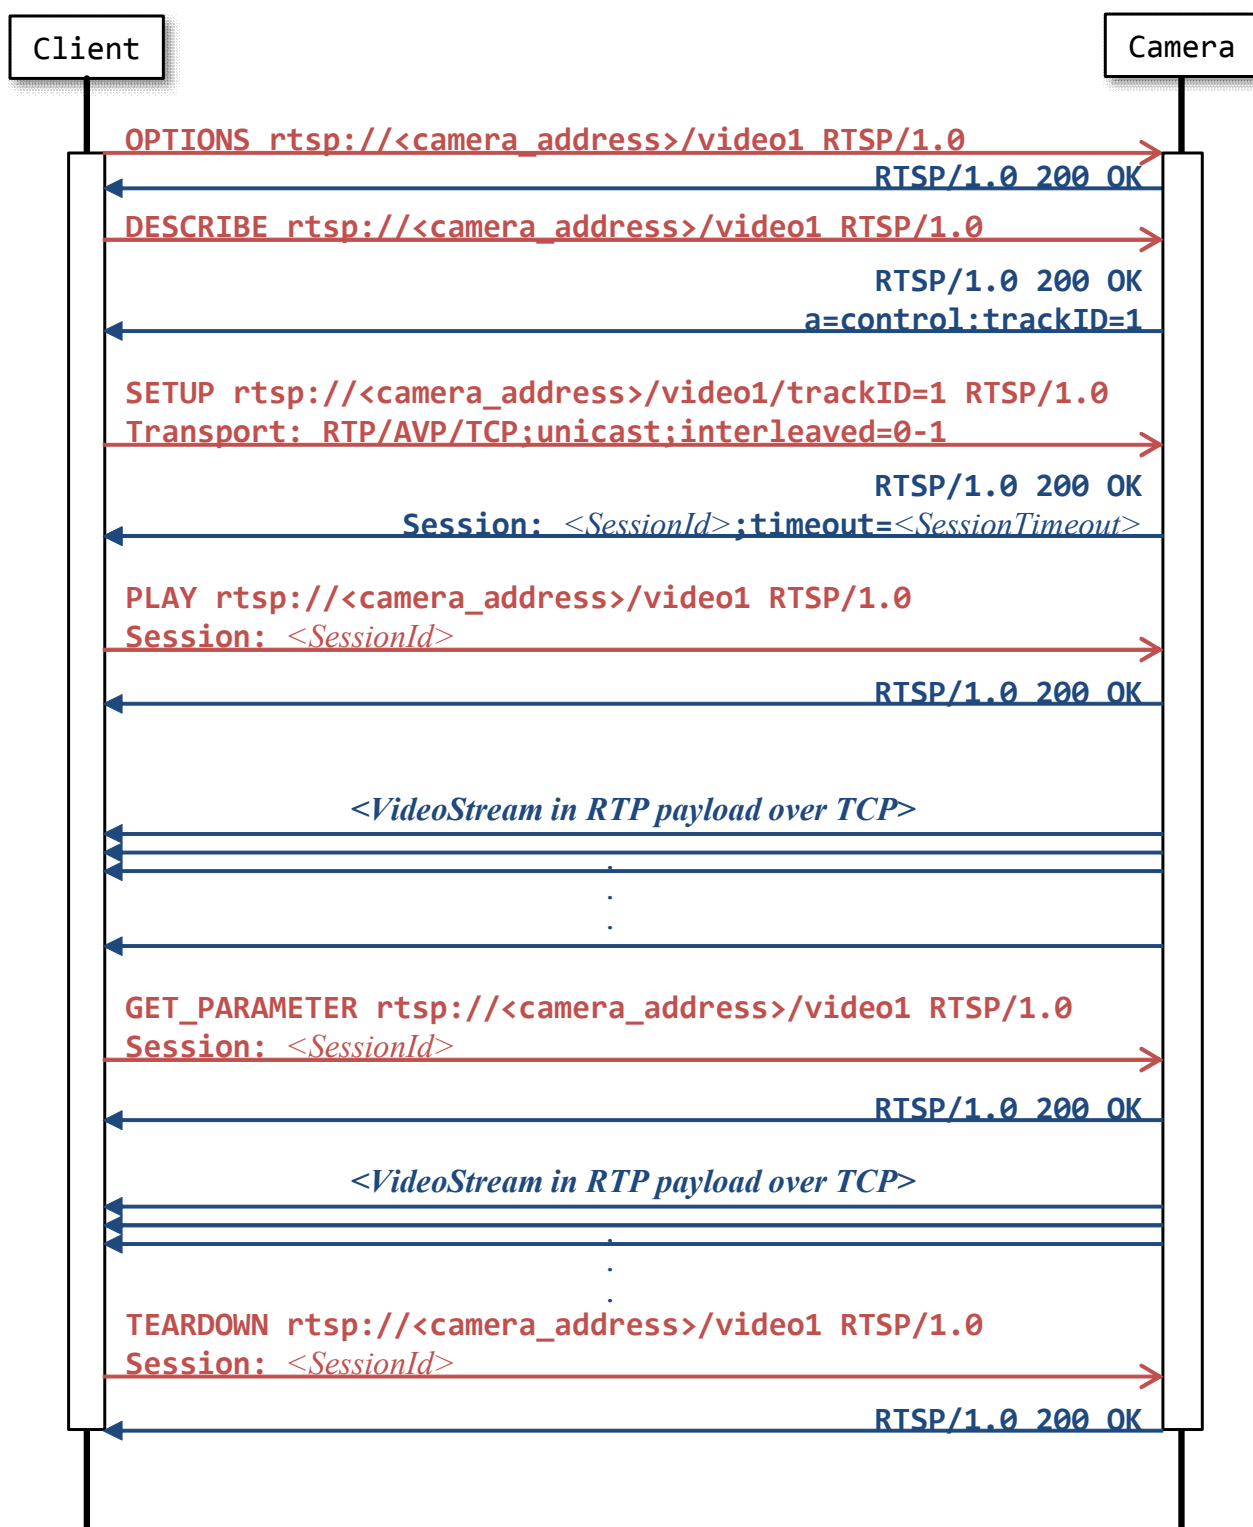 Client
Camera
OPTIONS rtsp://<camera_address>/video1 RTSP/1.0
RTSP/1.0 200 OK
DESCRIBE rtsp://<camera_address>/video1 RTSP/1.0
RTSP/1.0 200 OK
a=control:trackID=1
SETUP rtsp://<camera_address>/video1/trackID=1 RTSP/1.0
Transport: RTP/AVP/TCP;unicast;interleaved=0-1
RTSP/1.0 200 OK
Session: <SessionId>;timeout=<SessionTimeout>
PLAY rtsp://<camera_address>/video1 RTSP/1.0
Session: <SessionId>
RTSP/1.0 200 OK
<VideoStream in RTP payload over TCP>
.
.
.
GET_PARAMETER rtsp://<camera_address>/video1 RTSP/1.0
Session: <SessionId>
RTSP/1.0 200 OK
<VideoStream in RTP payload over TCP>
.
.
.
TEARDOWN rtsp://<camera_address>/video1 RTSP/1.0
Session: <SessionId>
RTSP/1.0 200 OK